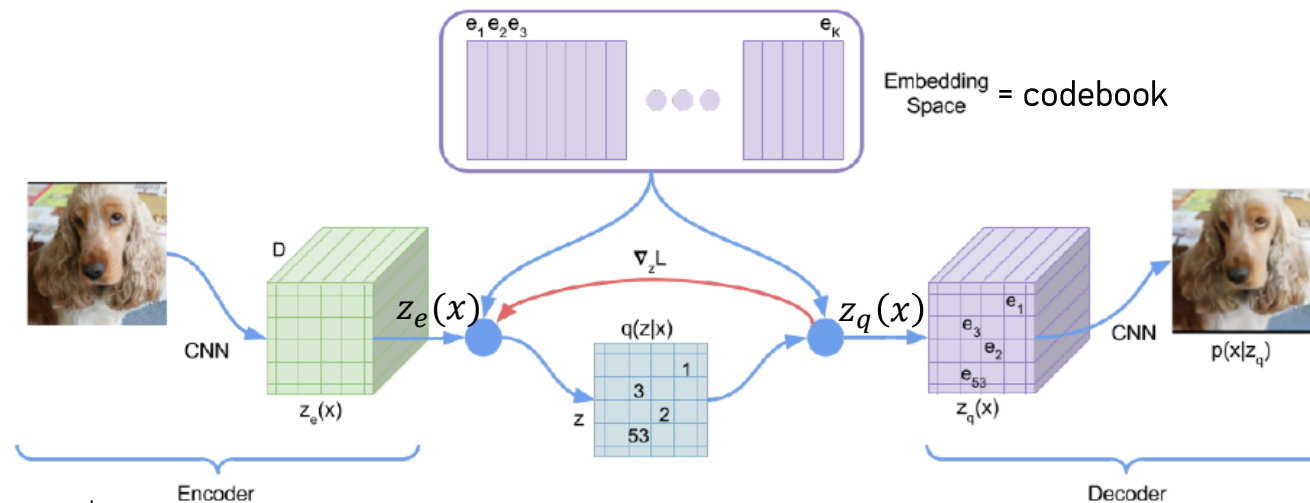 e₁ e₂ e₃
eₖ
Embedding
Space
= codebook
D
∇_z L
z_e(x)
z_q(x)
q(z|x)
e₁
1
e₃
3
e₂
2
CNN
CNN
p(x|z_q)
z
53
e₅₃
z_e(x)
z_q(x)
Encoder
Decoder